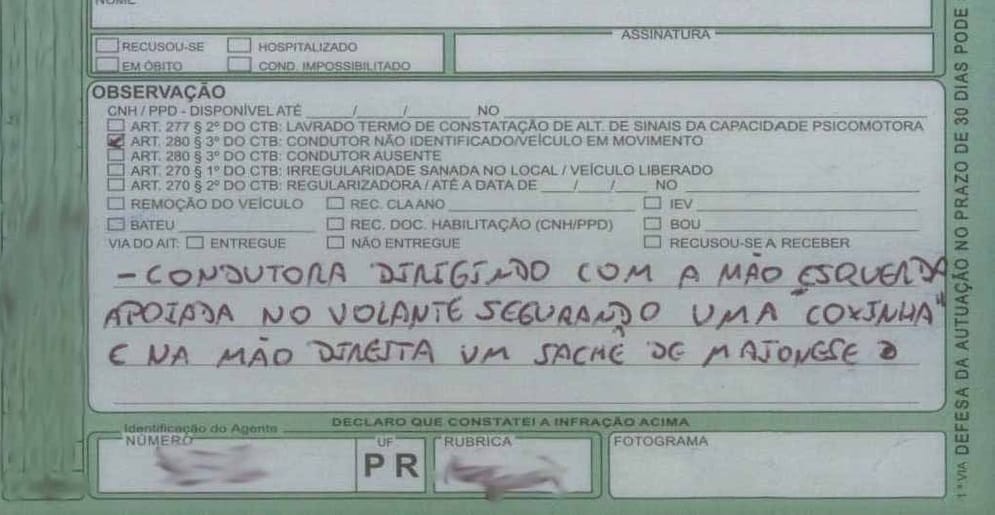 NOME
ASSINATURA
RECUSOU-SE HOSPITALIZADO
EM ÓBITO COND. IMPOSSIBILITADO
OBSERVAÇÃO
CNH / PPD - DISPONÍVEL ATÉ ____/____/____ NO
ART. 277 § 2º DO CTB: LAVRADO TERMO DE CONSTATAÇÃO DE ALT. DE SINAIS DA CAPACIDADE PSICOMOTORA
ART. 280 § 3º DO CTB: CONDUTOR NÃO IDENTIFICADO/VEÍCULO EM MOVIMENTO
ART. 280 § 3º DO CTB: CONDUTOR AUSENTE
ART. 270 § 1º DO CTB: IRREGULARIDADE SANADA NO LOCAL / VEÍCULO LIBERADO
ART. 270 § 2º DO CTB: REGULARIZADORA / ATÉ A DATA DE ____/____/____ NO
REMOÇÃO DO VEÍCULO REC. CLA ANO IEV
BATEU REC. DOC. HABILITAÇÃO (CNH/PPD) BOU
VIA DO AIT: ENTREGUE NÃO ENTREGUE RECUSOU-SE A RECEBER
- CONDUTORA DIRIGINDO COM A MÃO ESQUERDA
APOIADA NO VOLANTE SEGURANDO UMA "COXINHA"
E NA MÃO DIREITA UM SACHÊ DE MAIONESE
DECLARO QUE CONSTATEI A INFRAÇÃO ACIMA
Identificação do Agente
NÚMERO UF RUBRICA FOTOGRAMA
PR
1ª VIA DEFESA DA AUTUAÇÃO NO PRAZO DE 30 DIAS PODE